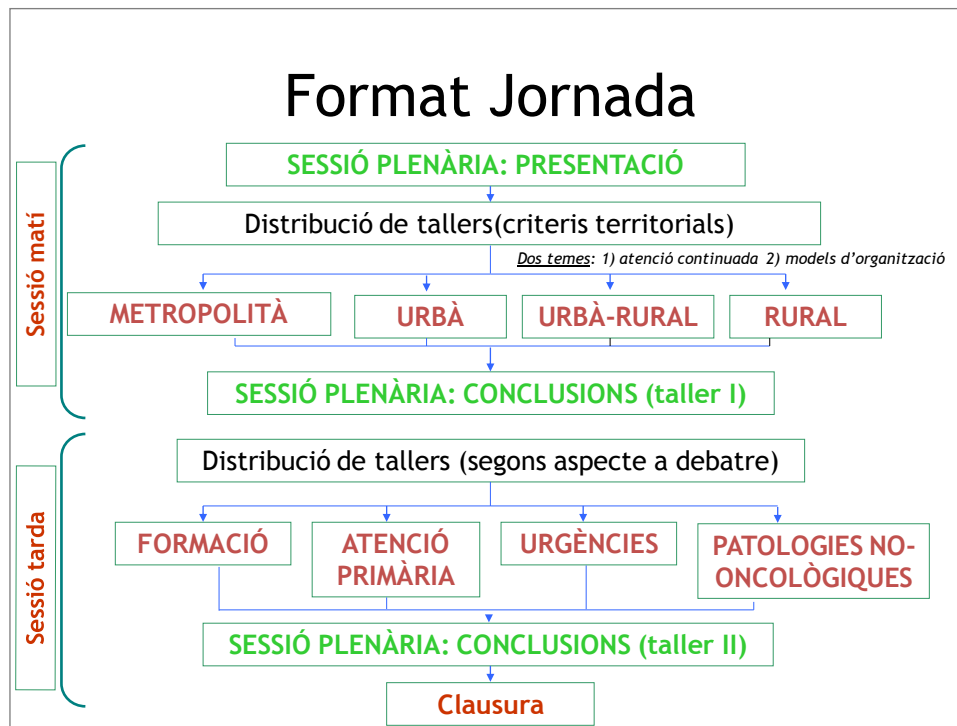 Format Jornada
Sessió matí
SESSIÓ PLENÀRIA: PRESENTACIÓ
Distribució de tallers(criteris territorials)
Dos temes: 1) atenció continuada 2) models d’organització
METROPOLITÀ
URBÀ
URBÀ-RURAL
RURAL
SESSIÓ PLENÀRIA: CONCLUSIONS (taller I)
Sessió tarda
Distribució de tallers (segons aspecte a debatre)
FORMACIÓ
ATENCIÓ
PRIMÀRIA
URGÈNCIES
PATOLOGIES NO-
ONCOLÒGIQUES
SESSIÓ PLENÀRIA: CONCLUSIONS (taller II)
Clausura